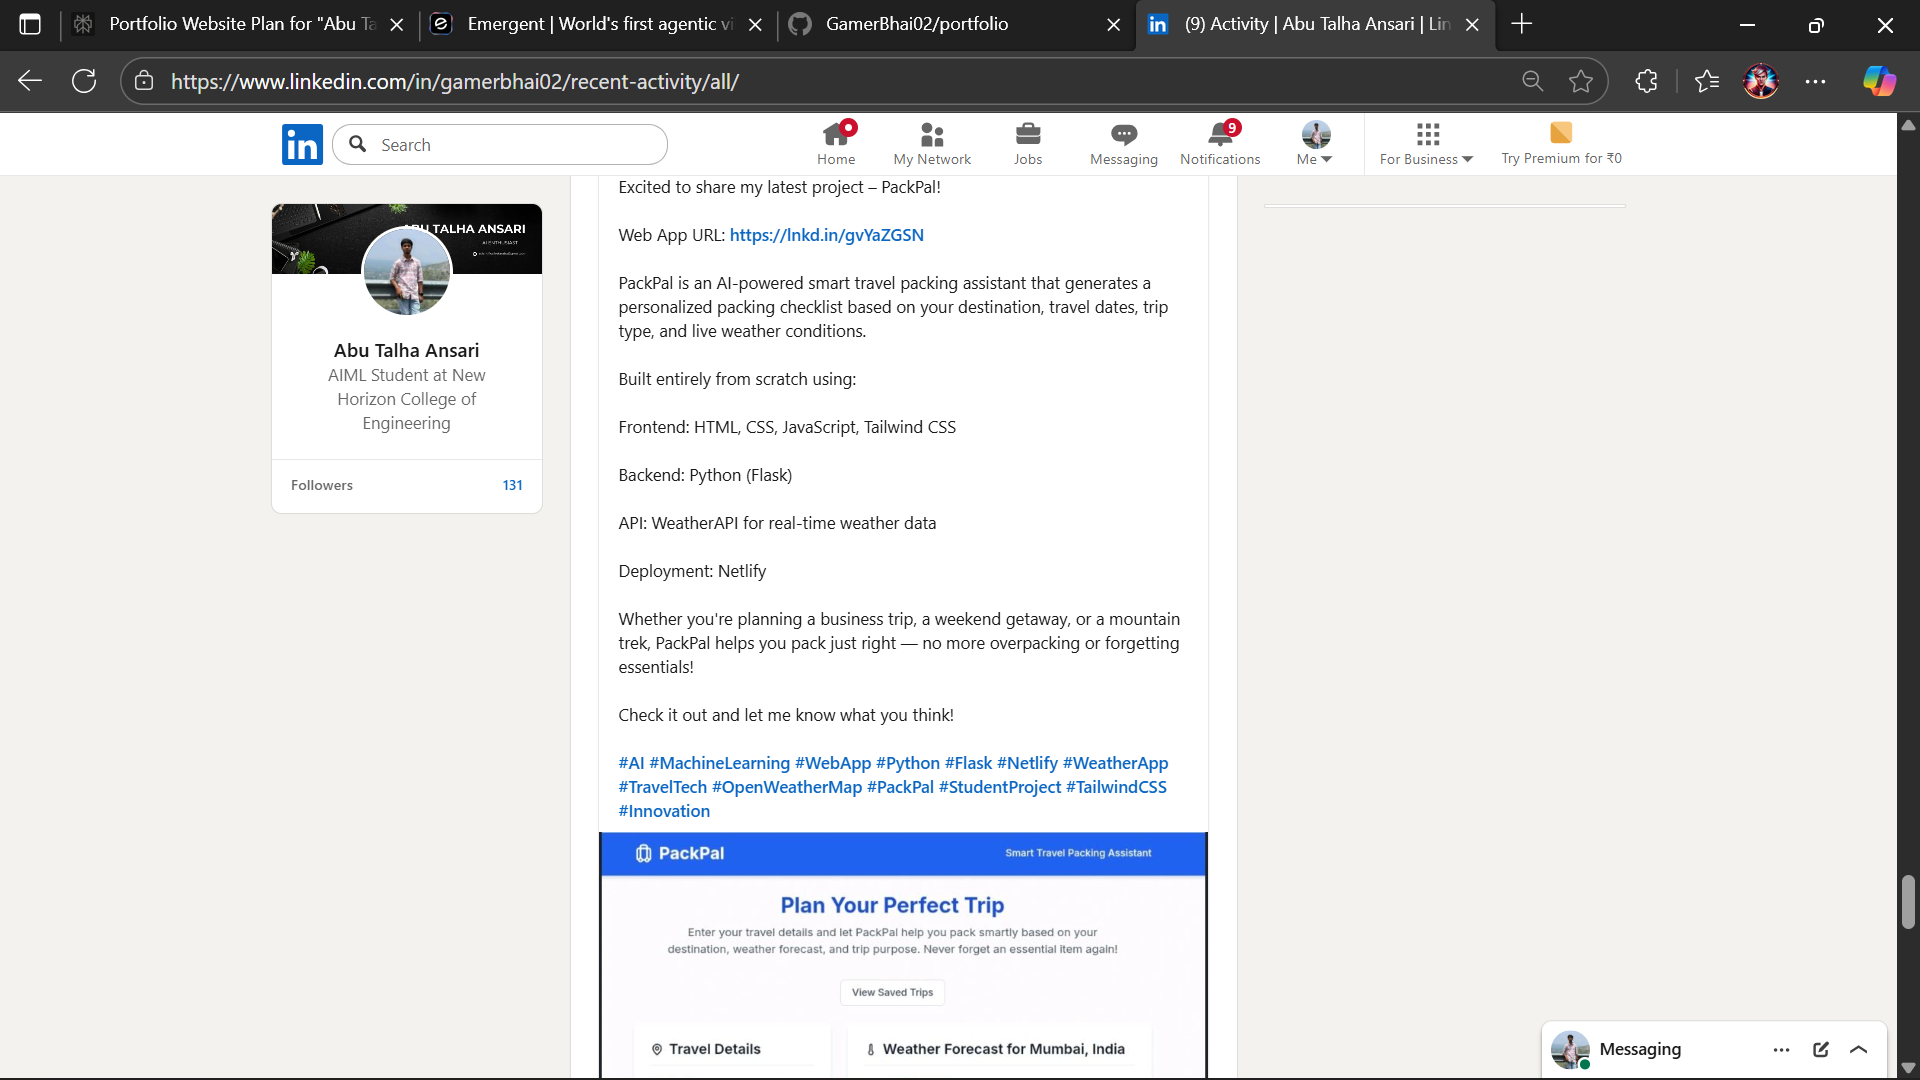 Portfolio Website Plan for "Abu Ta
Emergent | World's first agentic vi
GamerBhai02/portfolio
(9) Activity | Abu Talha Ansari | Lin
https://www.linkedin.com/in/gamerbhai02/recent-activity/all/
in
Search
Home
My Network
Jobs
Messaging
9
Notifications
Me
For Business
Try Premium for ₹0
ABU TALHA ANSARI
AI ENTHUSIAST
Abu Talha Ansari
AIML Student at New
Horizon College of
Engineering
Followers 131
Excited to share my latest project – PackPal!
Web App URL: https://lnkd.in/gvYaZGSN
PackPal is an AI-powered smart travel packing assistant that generates a
personalized packing checklist based on your destination, travel dates, trip
type, and live weather conditions.
Built entirely from scratch using:
Frontend: HTML, CSS, JavaScript, Tailwind CSS
Backend: Python (Flask)
API: WeatherAPI for real-time weather data
Deployment: Netlify
Whether you're planning a business trip, a weekend getaway, or a mountain
trek, PackPal helps you pack just right — no more overpacking or forgetting
essentials!
Check it out and let me know what you think!
#AI #MachineLearning #WebApp #Python #Flask #Netlify #WeatherApp
#TravelTech #OpenWeatherMap #PackPal #StudentProject #TailwindCSS
#Innovation
PackPal
Smart Travel Packing Assistant
Plan Your Perfect Trip
Enter your travel details and let PackPal help you pack smartly based on your
destination, weather forecast, and trip purpose. Never forget an essential item again!
View Saved Trips
Travel Details
Weather Forecast for Mumbai, India
Messaging